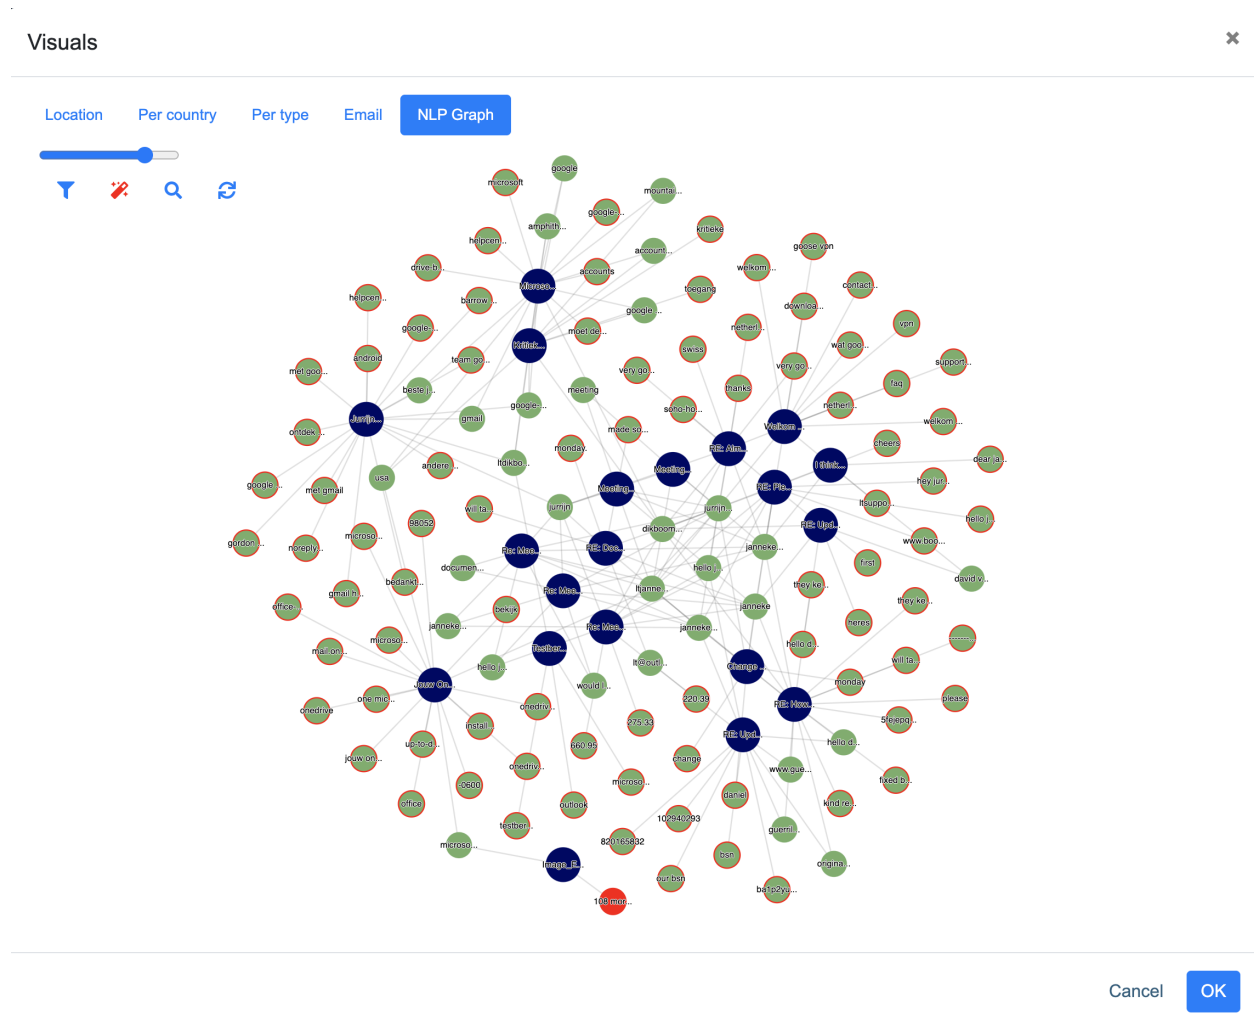 Visuals
×
Location
Per country
Per type
Email
NLP Graph
google
microsoft
mountai...
google-...
amphith...
kritieke
helpcen...
account...
goose vpn
drive-b...
accounts
welkom ...
Microso...
contact...
helpcen...
barrow...
toegang
downloa...
google ...
google-...
moet de...
netherl...
vpn
Kritiek...
wat goo...
swiss
android
team.go...
very go...
support...
met goo...
very go...
faq
beste j...
meeting
thanks
google-...
netherl...
soho-ho...
gmail
Jurrijn...
welkom ...
Welkom ...
made so...
ontdek ...
cheers
monday.
RE: Alm...
dear ja...
ltdikbo...
andere ...
I think...
Meeting...
usa
hey jur...
google ...
RE: Ple...
met gmail
Meeting...
ltsuppo...
jurrijn
jurrijn...
will ta...
hello j...
98052
RE: Upd...
dikboom...
microso...
www.boo...
gordon...
noreply...
RE: Doc...
janneke...
Re: Mee...
first
documen...
hello j...
david v...
bedankt...
they ke...
ltjanne...
Re: Mee...
gmail h...
they ke...
office...
janneke
bekijk
heres
janneke...
Re: Mee...
janneke...
microso...
-------...
hello d...
mail.on...
Testber...
will ta...
lt@outl...
hello j...
Change ...
monday
Jouw On...
would l...
one mic...
220.39
please
RE: How...
onedrive
onedriv...
5fejepq...
275.33
install...
RE: Upd...
up-to-d...
660.95
hello d...
jouw on...
change
onedriv...
www.gue...
microso...
fixed b...
-0600
daniel
office
outlook
kind re...
102940293
testber...
guerril...
820165832
microso...
bsn
Image_E...
origina...
our bsn
ba1p2yu...
108 mor...
Cancel
OK